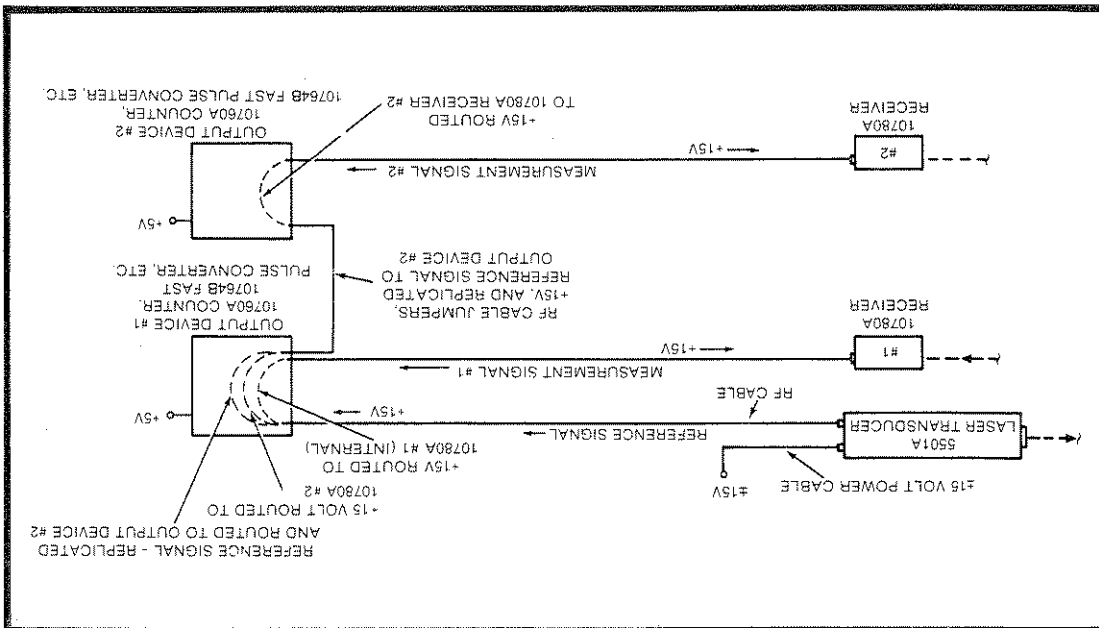 REFERENCE SIGNAL - REPLICATED
AND ROUTED TO OUTPUT DEVICE #2
+15 VOLT ROUTED TO
10780A #2
+15V ROUTED TO
10780A #1 (INTERNAL)
±15 VOLT POWER CABLE
±15V
5501A
LASER TRANSDUCER
REFERENCE SIGNAL
RF CABLE
+15V
+5V
MEASUREMENT SIGNAL #1
+15V
#1
10780A
RECEIVER
OUTPUT DEVICE #1
10760A COUNTER.
10764B FAST
PULSE CONVERTER, ETC.
RF CABLE JUMPERS,
+15V. AND REPLICATED
REFERENCE SIGNAL TO
OUTPUT DEVICE #2
+5V
MEASUREMENT SIGNAL #2
+15V
#2
10780A
RECEIVER
+15V ROUTED
TO 10780A RECEIVER #2
OUTPUT DEVICE #2
10760A COUNTER,
10764B FAST PULSE CONVERTER, ETC.